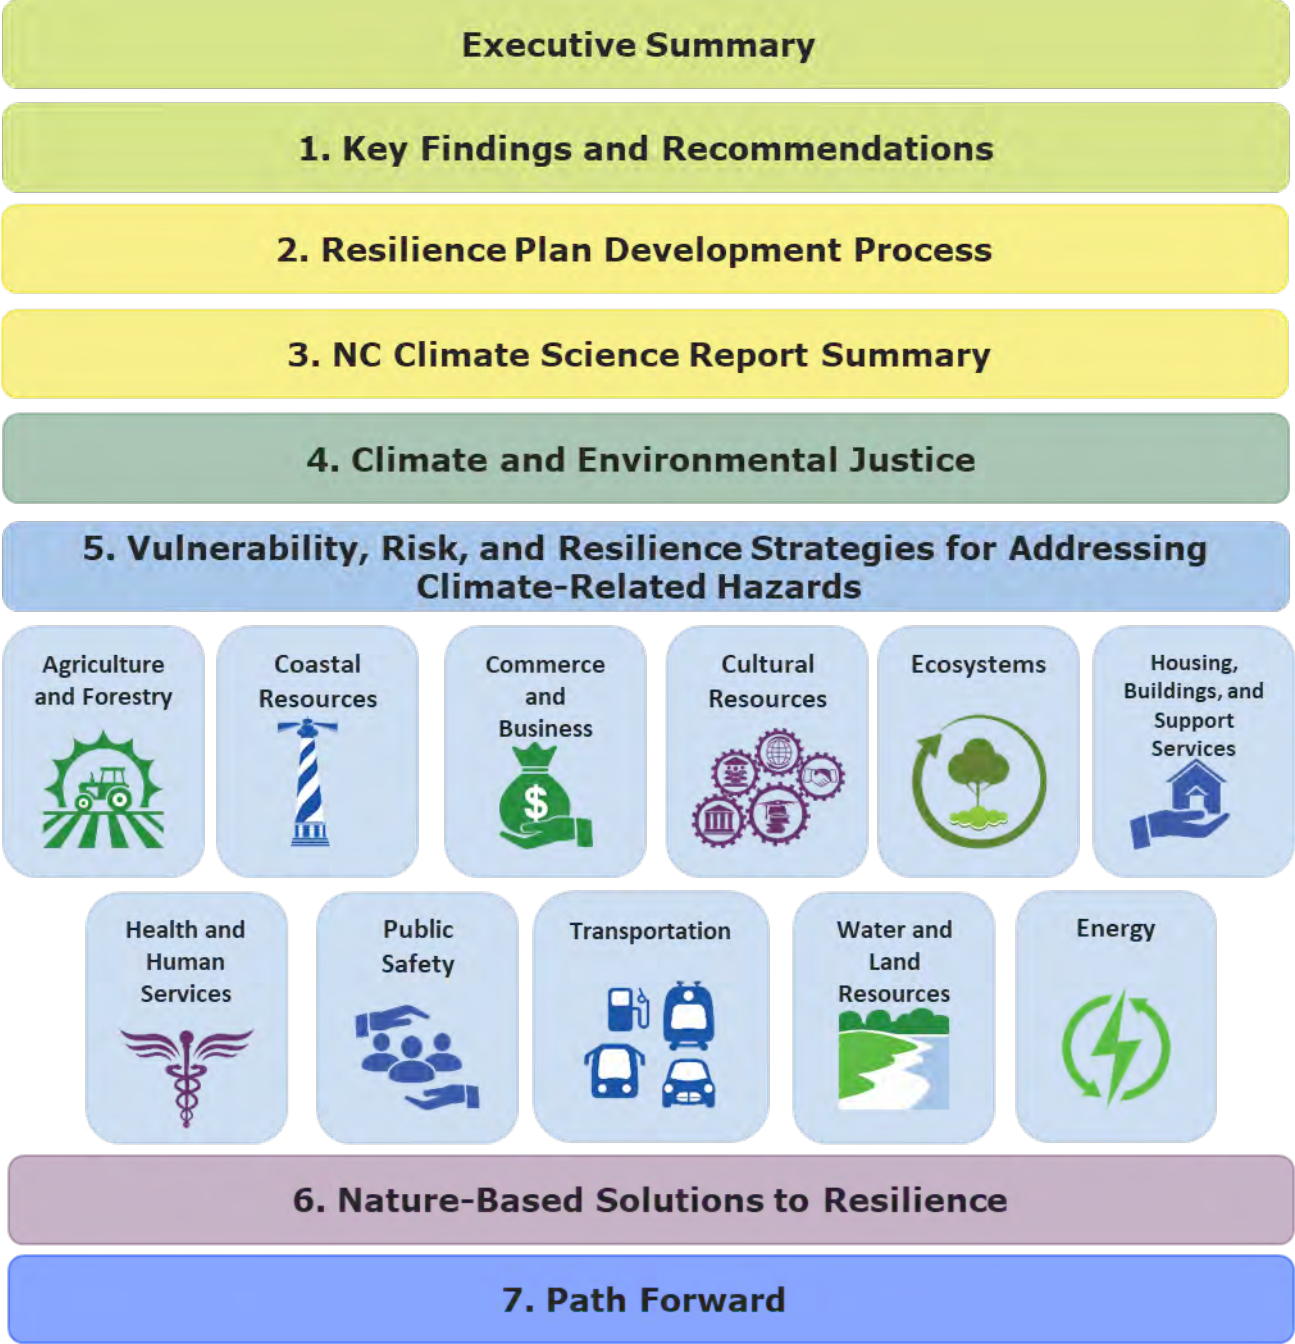 Executive Summary
1. Key Findings and Recommendations
2. Resilience Plan Development Process
3. NC Climate Science Report Summary
4. Climate and Environmental Justice
5. Vulnerability, Risk, and Resilience Strategies for Addressing
Climate-Related Hazards
Agriculture
and Forestry
Coastal
Resources
Commerce
and
Business
$
Cultural
Resources
Ecosystems
Housing,
Buildings, and
Support
Services
Health and
Human
Services
Public
Safety
Transportation
Water and
Land
Resources
Energy
6. Nature-Based Solutions to Resilience
7. Path Forward